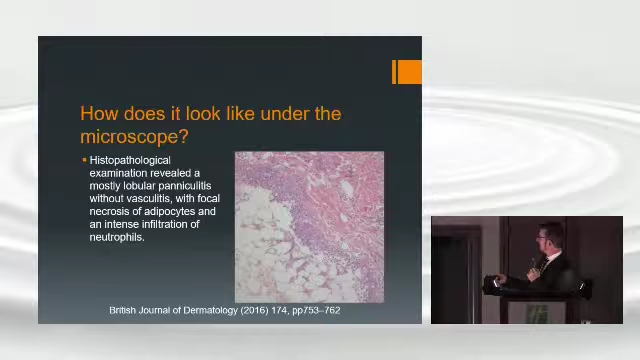 How does it look like under the
microscope?
Histopathological
examination revealed a
mostly lobular panniculitis
without vasculitis, with focal
necrosis of adipocytes and
an intense infiltration of
neutrophils.
British Journal of Dermatology (2016) 174, pp753–762